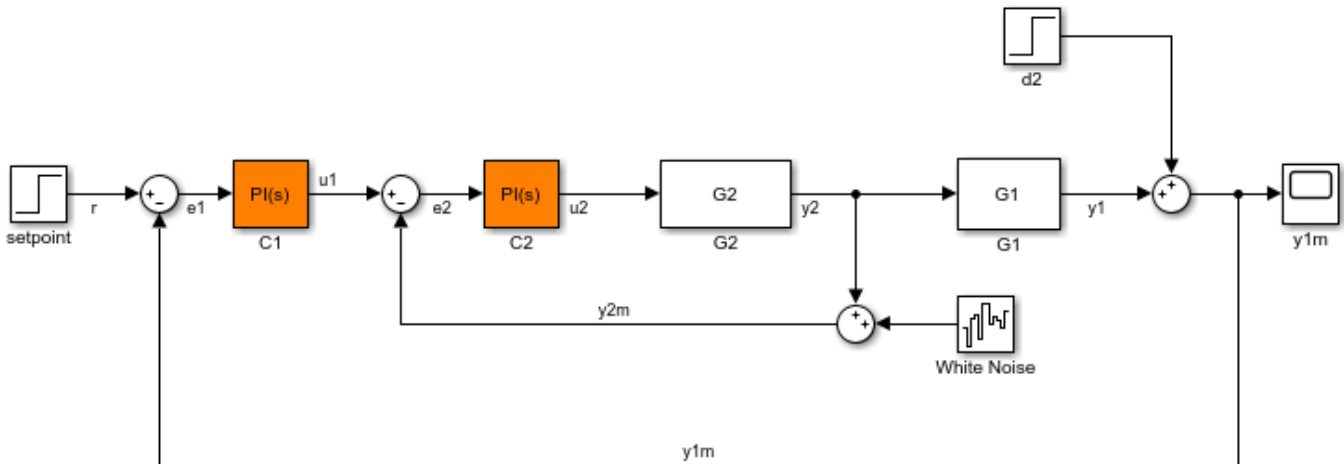 d2
setpoint
r
+
−
e1
PI(s)
C1
u1
+
−
e2
PI(s)
C2
u2
G2
G2
y2
G1
G1
y1
+
+
y1m
y2m
+
+
White Noise
y1m